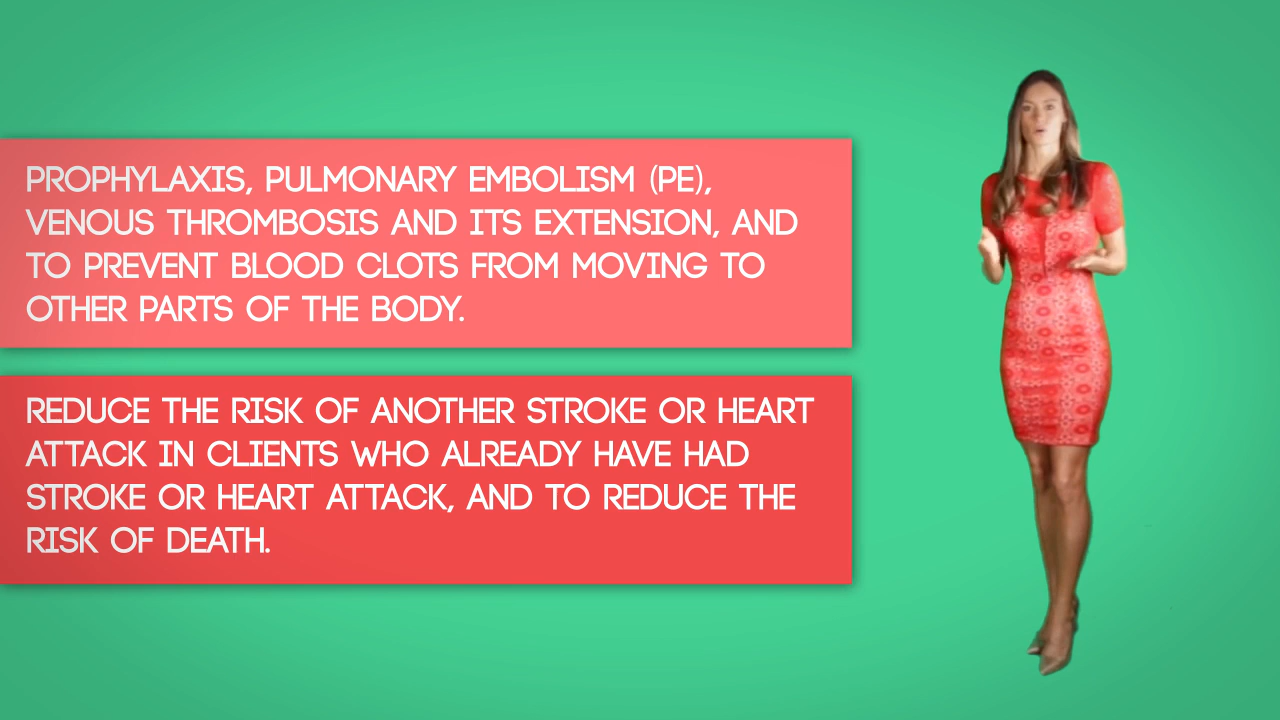 PROPHYLAXIS, PULMONARY EMBOLISM (PE),
VENOUS THROMBOSIS AND ITS EXTENSION, AND
TO PREVENT BLOOD CLOTS FROM MOVING TO
OTHER PARTS OF THE BODY.
REDUCE THE RISK OF ANOTHER STROKE OR HEART
ATTACK IN CLIENTS WHO ALREADY HAVE HAD
STROKE OR HEART ATTACK, AND TO REDUCE THE
RISK OF DEATH.